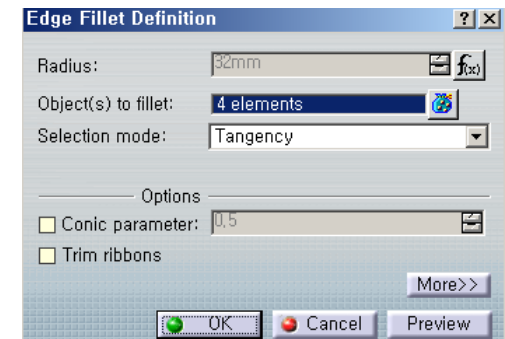 Edge Fillet Definition ? ×
Radius: 32mm f(x)
Object(s) to fillet: 4 elements
Selection mode: Tangency
Options
Conic parameter: 0,5
Trim ribbons
More>>
OK Cancel Preview